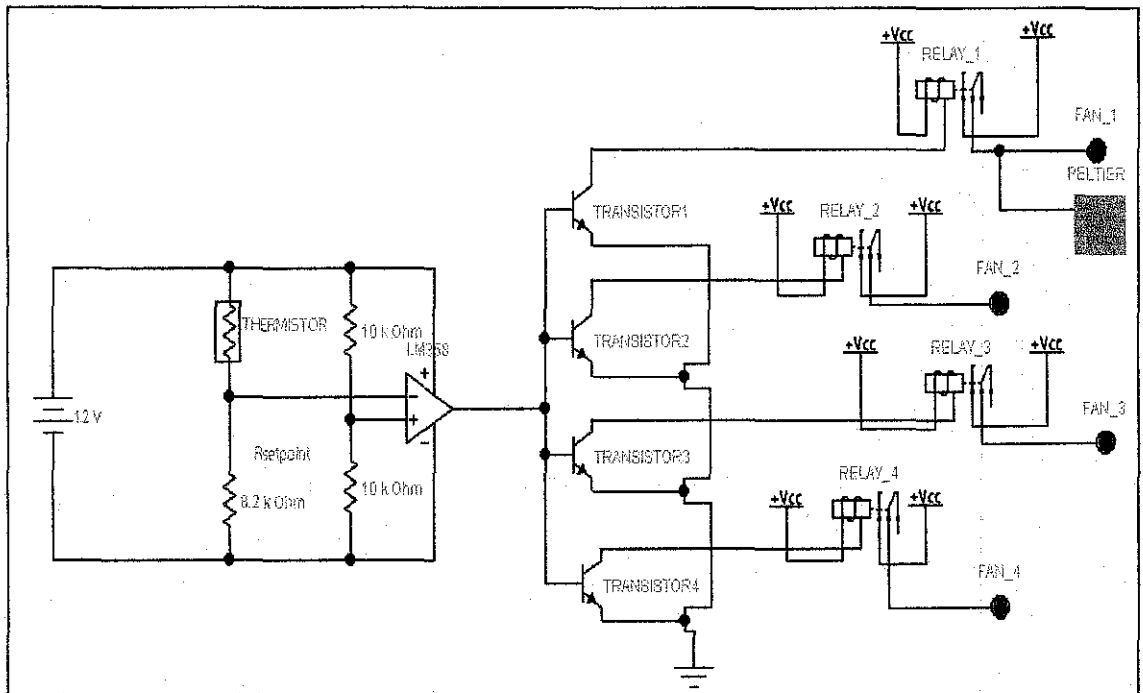 +Vcc
+Vcc
RELAY_1
FAN_1
PELTIER
TRANSISTOR1
+Vcc
RELAY_2
+Vcc
FAN_2
THERMISTOR
10 k Ohm
LM358
TRANSISTOR2
+Vcc
RELAY_3
+Vcc
12 V
FAN_3
Rsetpoint
8.2 k Ohm
10 k Ohm
TRANSISTOR3
RELAY_4
+Vcc
+Vcc
TRANSISTOR4
FAN_4